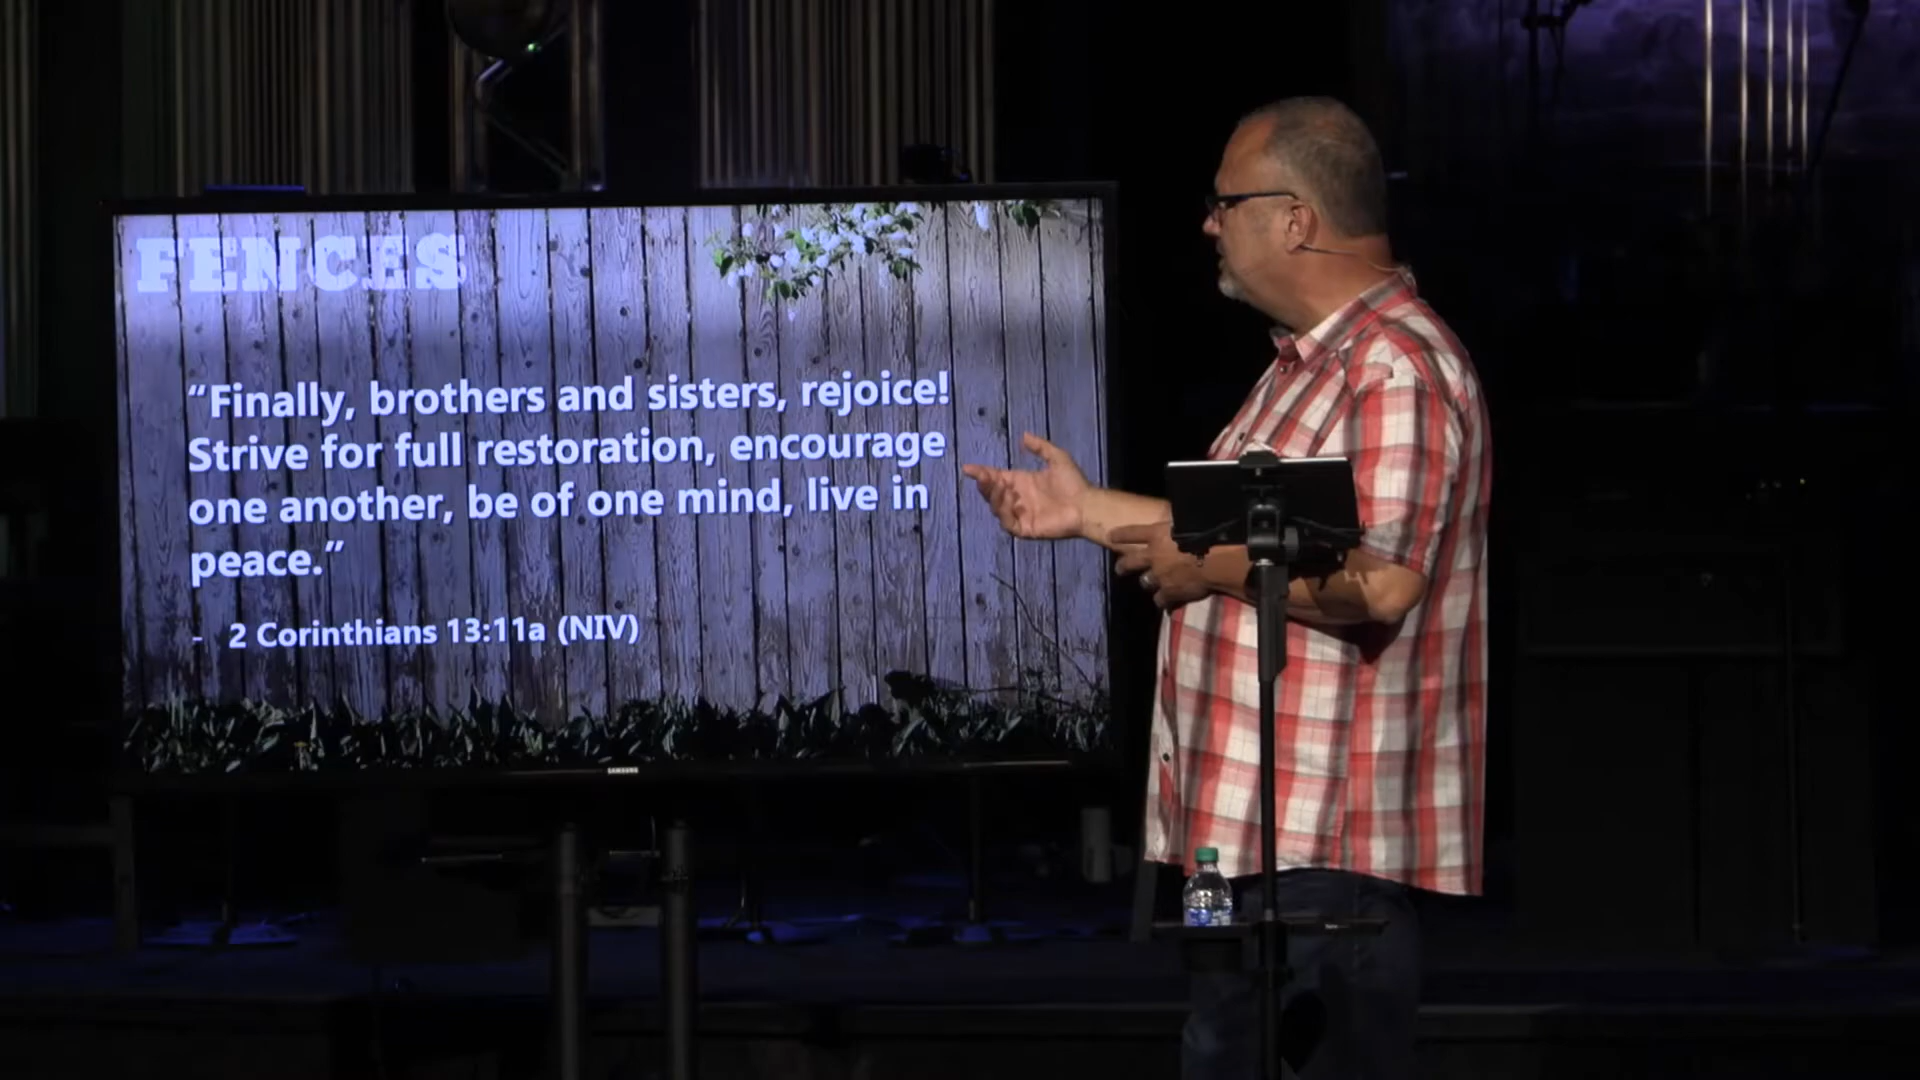 FENCES
“Finally, brothers and sisters, rejoice!
Strive for full restoration, encourage
one another, be of one mind, live in
peace.”
- 2 Corinthians 13:11a (NIV)
SAMSUNG